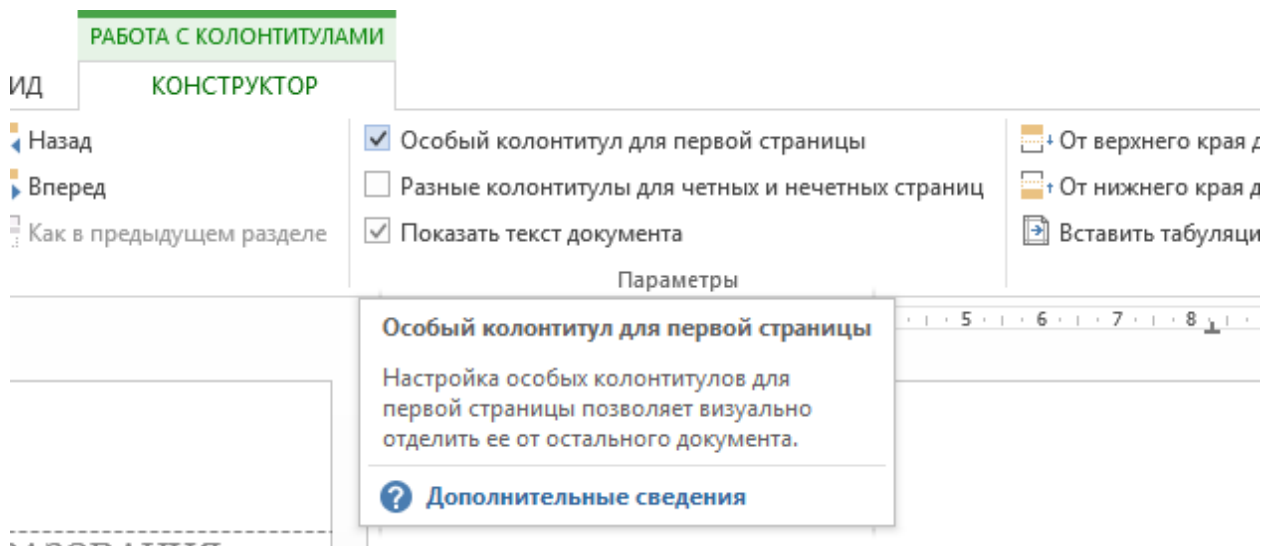 РАБОТА С КОЛОНТИТУЛАМИ
ИД КОНСТРУКТОР
Назад
Вперед
Как в предыдущем разделе
Особый колонтитул для первой страницы
Разные колонтитулы для четных и нечетных страниц
Показать текст документа
Параметры
От верхнего края д
От нижнего края д
Вставить табуляци
5 6 7 8
Особый колонтитул для первой страницы
Настройка особых колонтитулов для
первой страницы позволяет визуально
отделить ее от остального документа.
? Дополнительные сведения